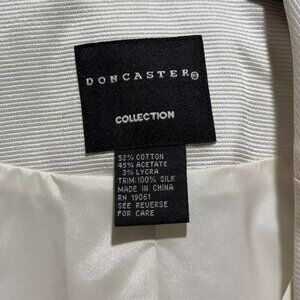 DONCASTER®
COLLECTION
52% COTTON
45% ACETATE
3% LYCRA
TRIM:100% SILK
MADE IN CHINA
RN 19051
SEE REVERSE
FOR CARE